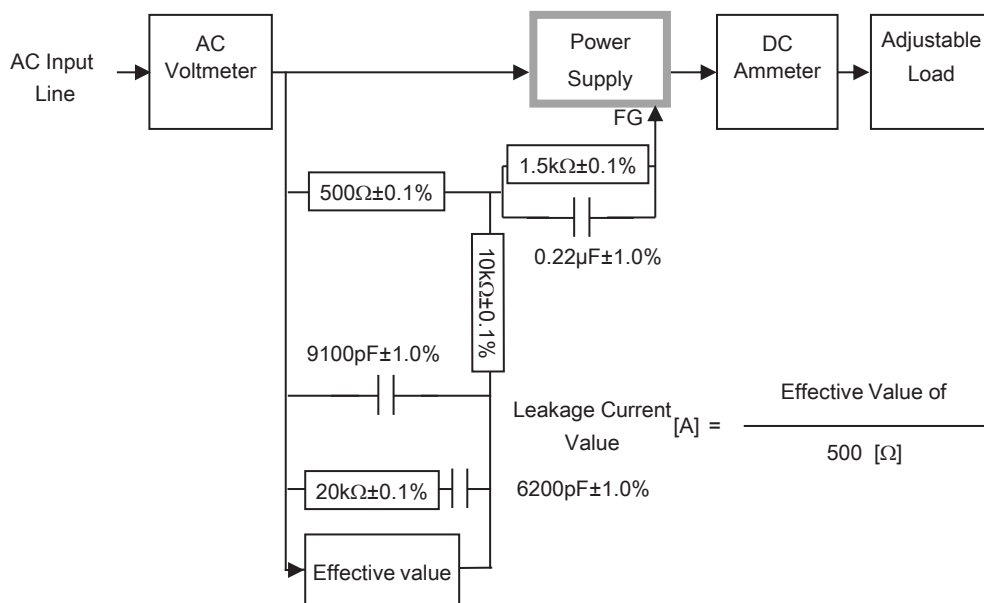 AC Input
Line
AC
Voltmeter
Power
Supply
DC
Ammeter
Adjustable
Load
FG
1.5kΩ±0.1%
500Ω±0.1%
0.22µF±1.0%
10kΩ±0.1%
9100pF±1.0%
Leakage Current
Value
[A] =
Effective Value of
500 [Ω]
20kΩ±0.1%
6200pF±1.0%
Effective value